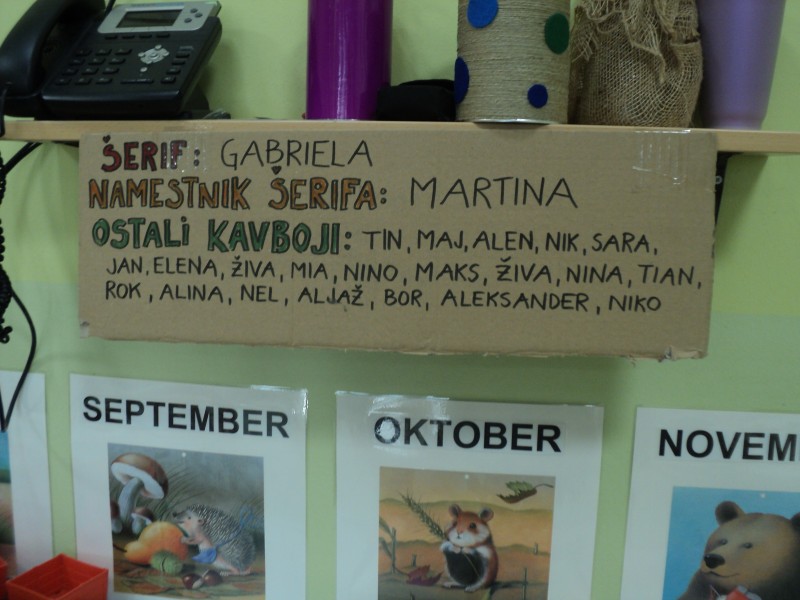 ŠERIF: GABRIELA
NAMESTNIK ŠERIFA: MARTINA
OSTALI KAVBOJI: TIN, MAJ, ALEN, NIK, SARA,
JAN, ELENA, ŽIVA, MIA, NINO, MAKS, ŽIVA, NINA, TIAN,
ROK, ALINA, NEL, ALJAŽ, BOR, ALEKSANDER, NIKO
SEPTEMBER
OKTOBER
NOVEM